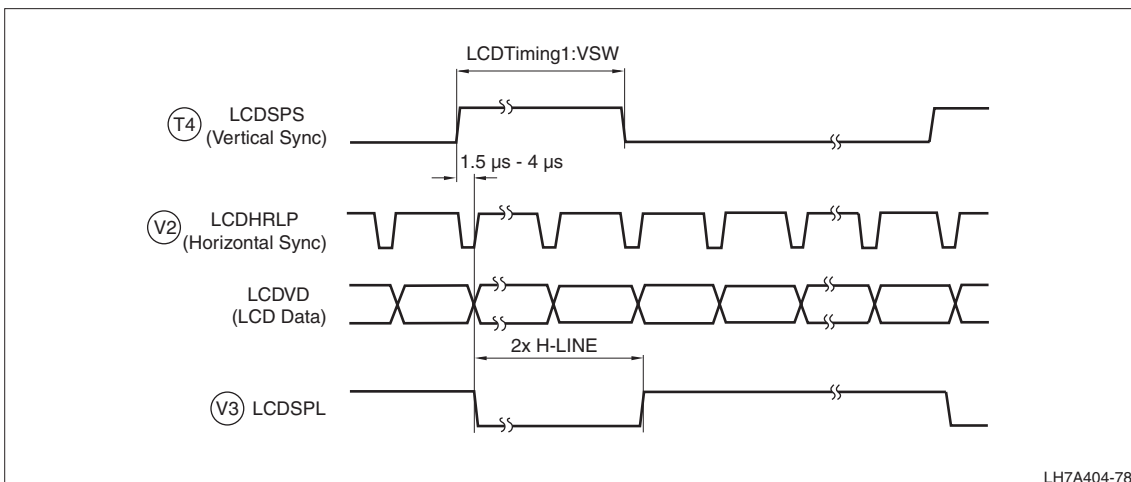 LCDTiming1:VSW
T4
LCDSPS
(Vertical Sync)
1.5 µs - 4 µs
V2
LCDHRLP
(Horizontal Sync)
LCDVD
(LCD Data)
2x H-LINE
V3 LCDSPL
LH7A404-78